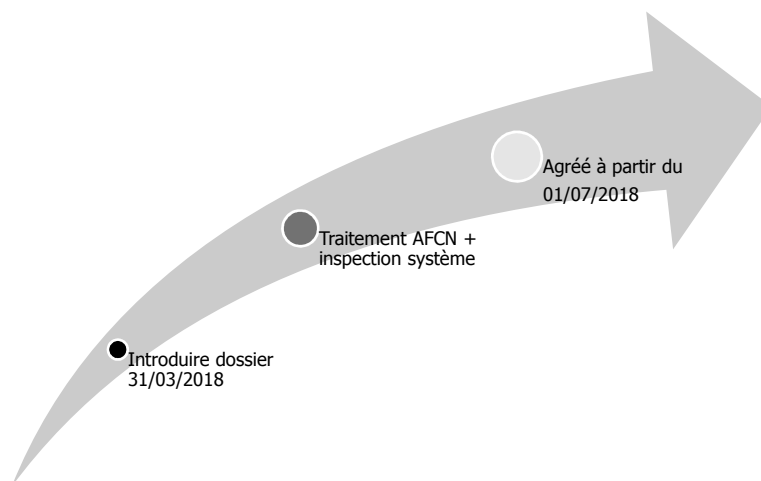 Agréé à partir du
01/07/2018
Traitement AFCN +
inspection système
Introduire dossier
31/03/2018